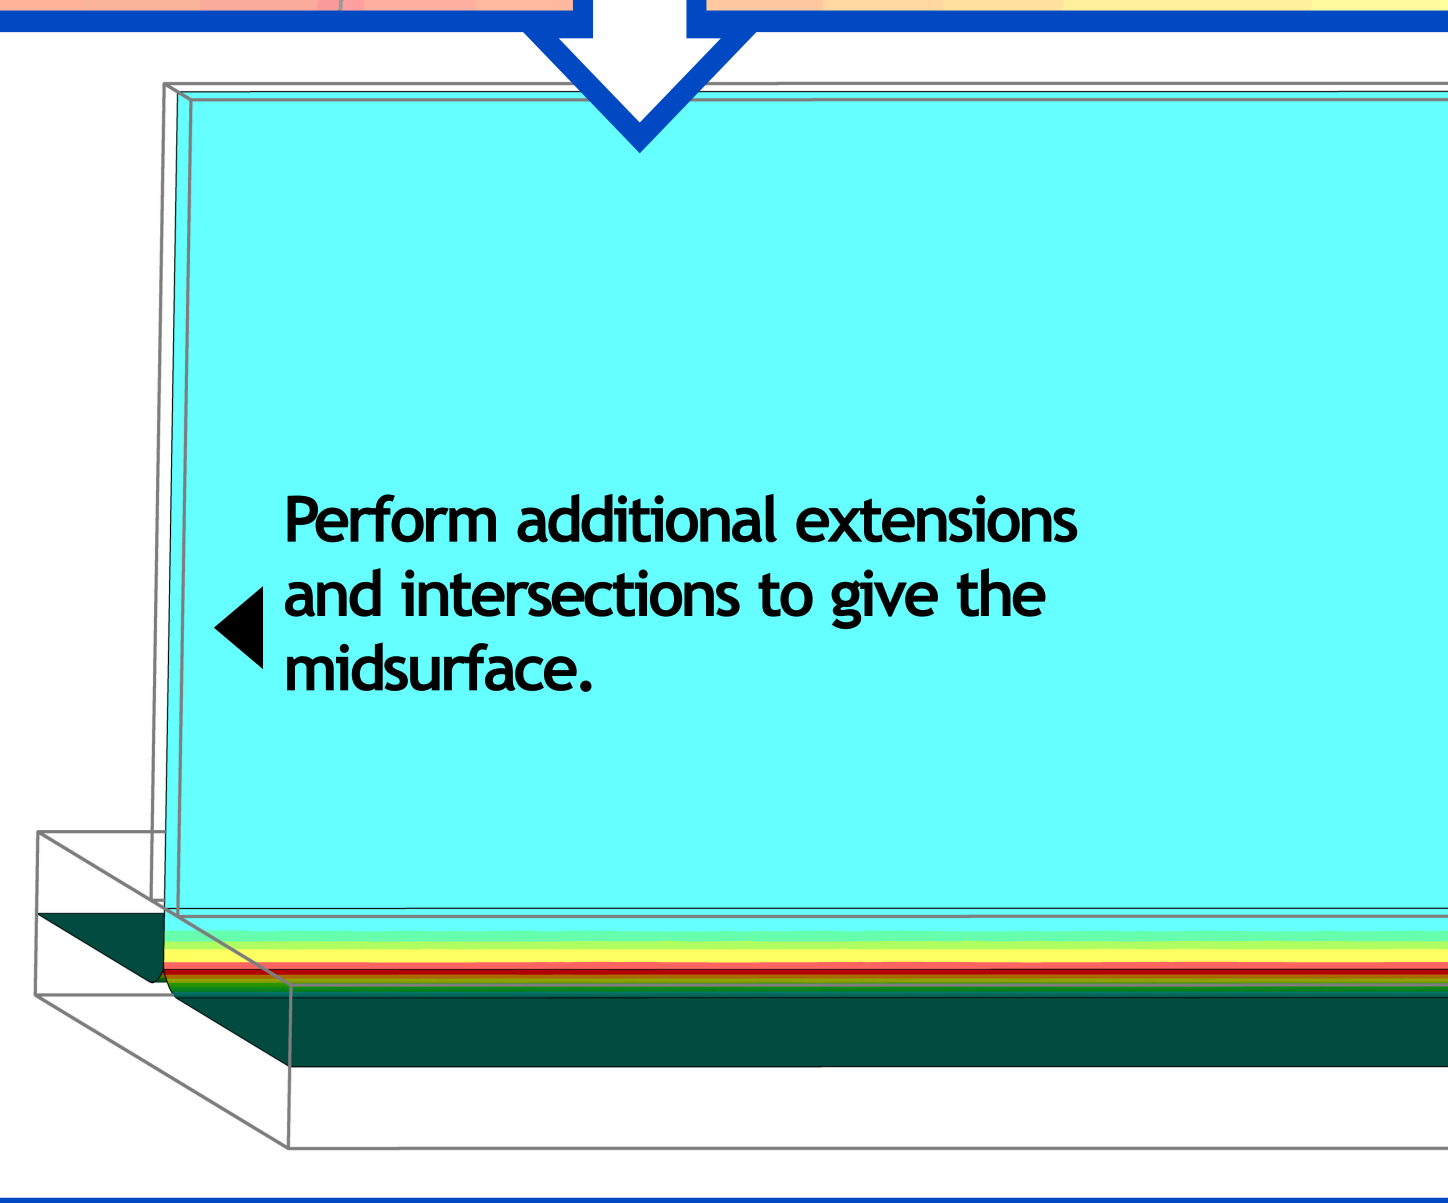 Perform additional extensions
and intersections to give the
midsurface.